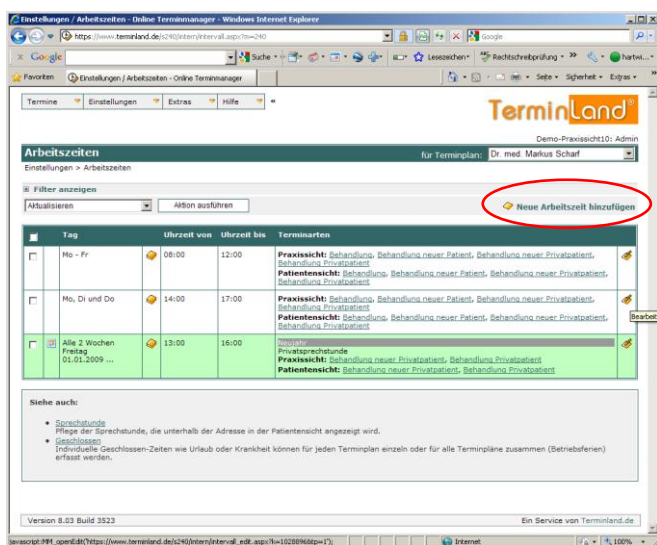 Einstellungen / Arbeitszeiten - Online Terminmanager - Windows Internet Explorer
https://www.terminland.de/s240/intern/intervall.aspx?m=240
Google
Google
Suche
Lesezeichen
Rechtschreibprüfung
hartwi...
Favoriten
Einstellungen / Arbeitszeiten - Online Terminmanager
Seite
Sicherheit
Extras
Termine
Einstellungen
Extras
Hilfe
«
TerminLand®
Demo-Praxissicht10: Admin
Arbeitszeiten
für Terminplan:
Dr. med. Markus Scharf
Einstellungen > Arbeitszeiten
Filter anzeigen
Aktualisieren
Aktion ausführen
Neue Arbeitszeit hinzufügen
Tag Uhrzeit von Uhrzeit bis Terminarten
Mo - Fr 08:00 12:00 Praxissicht: Behandlung, Behandlung neuer Patient, Behandlung neuer Privatpatient,
Behandlung Privatpatient
Patientensicht: Behandlung, Behandlung neuer Patient, Behandlung neuer Privatpatient,
Behandlung Privatpatient
Mo, Di und Do 14:00 17:00 Praxissicht: Behandlung, Behandlung neuer Patient, Behandlung neuer Privatpatient,
Behandlung Privatpatient
Patientensicht: Behandlung, Behandlung neuer Patient, Behandlung neuer Privatpatient,
Behandlung Privatpatient
Bearbeit
Alle 2 Wochen 13:00 16:00 Neujahr
Freitag Privatsprechstunde
01.01.2009 ... Praxissicht: Behandlung neuer Privatpatient, Behandlung Privatpatient
Patientensicht: Behandlung neuer Privatpatient, Behandlung Privatpatient
Siehe auch:
Sprechstunde
Pflege der Sprechstunde, die unterhalb der Adresse in der Patientensicht angezeigt wird.
Geschlossen
Individuelle Geschlossen-Zeiten wie Urlaub oder Krankheit können für jeden Terminplan einzeln oder für alle Terminpläne zusammen (Betriebsferien)
erfasst werden.
Version 8.03 Build 3523
Ein Service von Terminland.de
Internet
100%